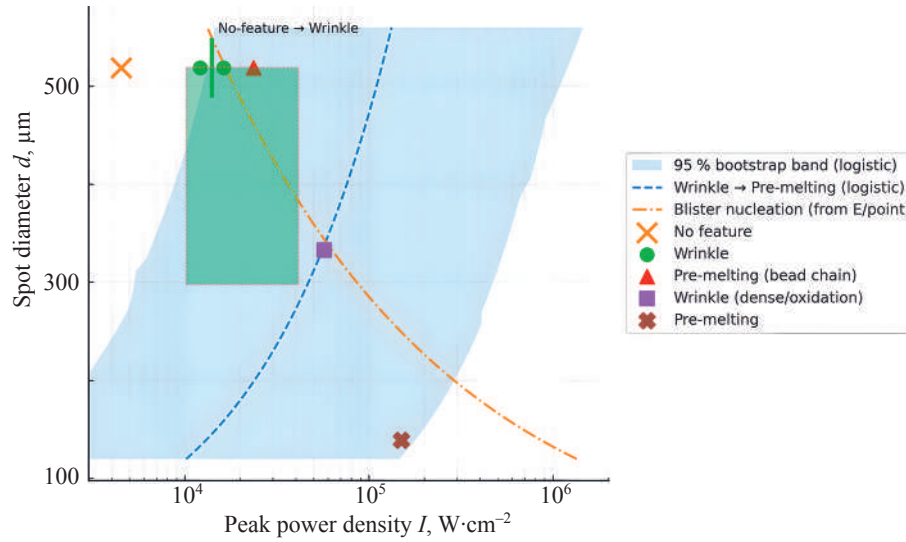 No-feature → Wrinkle
500
300
100
Spot diameter d, μm
10⁴
10⁵
10⁶
Peak power density I, W·cm⁻²
95 % bootstrap band (logistic)
Wrinkle → Pre-melting (logistic)
Blister nucleation (from E/point)
No feature
Wrinkle
Pre-melting (bead chain)
Wrinkle (dense/oxidation)
Pre-melting